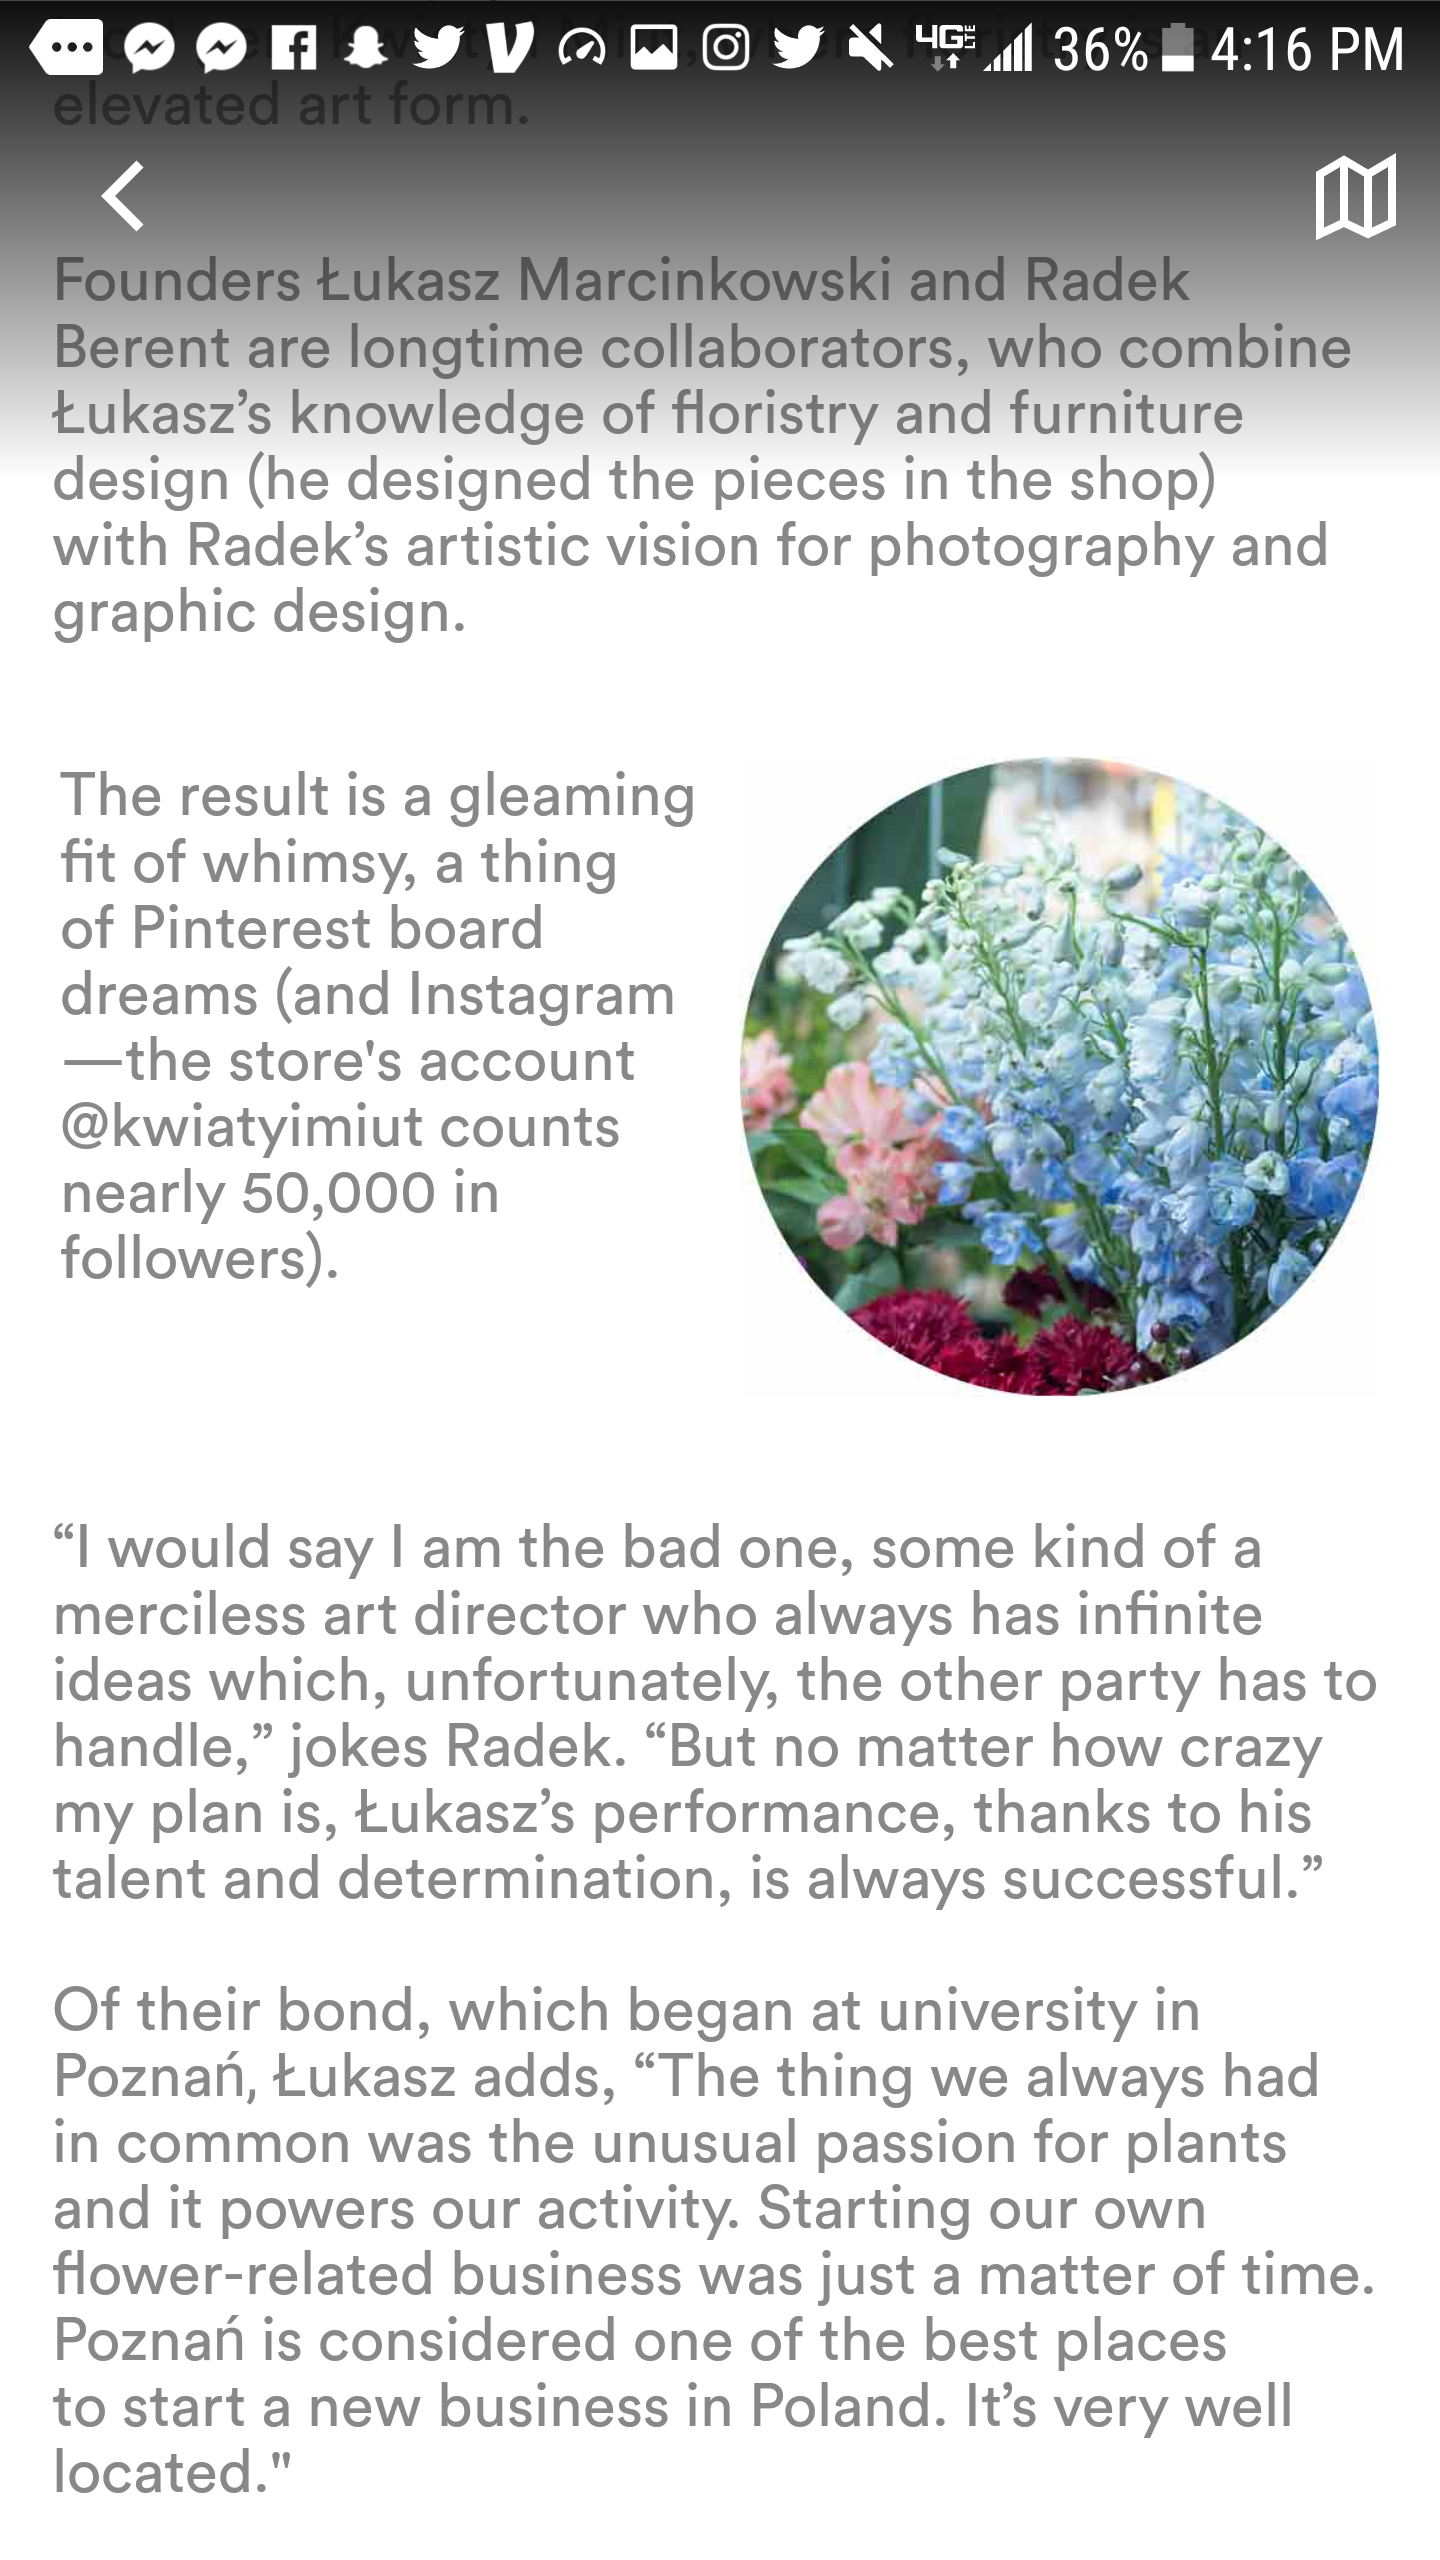 36% 4:16 PM
elevated art form.
Founders Łukasz Marcinkowski and Radek
Berent are longtime collaborators, who combine
Łukasz’s knowledge of floristry and furniture
design (he designed the pieces in the shop)
with Radek’s artistic vision for photography and
graphic design.
The result is a gleaming
fit of whimsy, a thing
of Pinterest board
dreams (and Instagram
—the store's account
@kwiatyimiut counts
nearly 50,000 in
followers).
“I would say I am the bad one, some kind of a
merciless art director who always has infinite
ideas which, unfortunately, the other party has to
handle,” jokes Radek. “But no matter how crazy
my plan is, Łukasz’s performance, thanks to his
talent and determination, is always successful.”
Of their bond, which began at university in
Poznań, Łukasz adds, “The thing we always had
in common was the unusual passion for plants
and it powers our activity. Starting our own
flower-related business was just a matter of time.
Poznań is considered one of the best places
to start a new business in Poland. It’s very well
located."